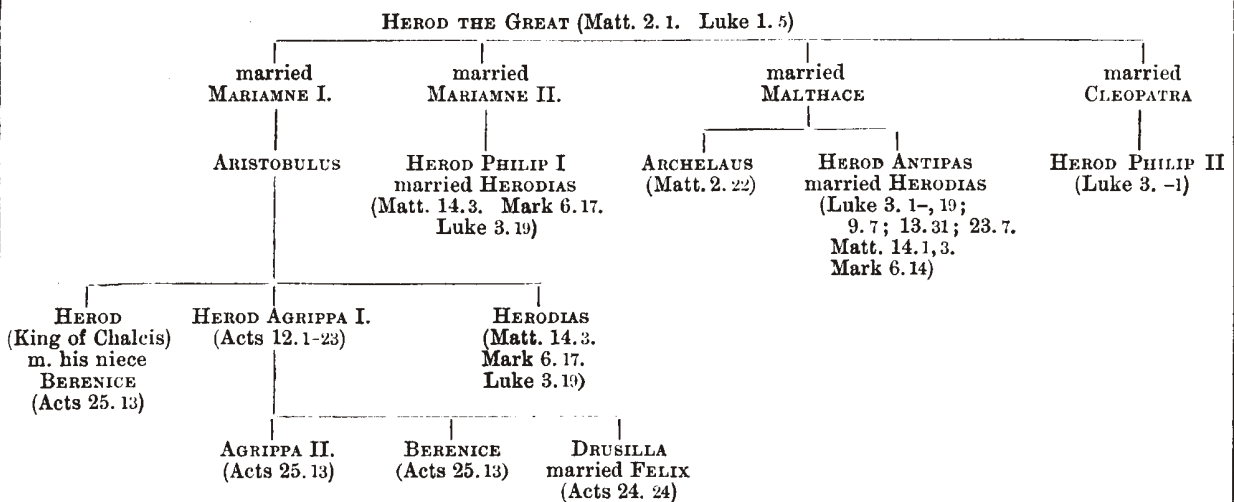 HEROD THE GREAT (Matt. 2. 1. Luke 1. 5)
married
MARIAMNE I.
married
MARIAMNE II.
married
MALTHACE
married
CLEOPATRA
ARISTOBULUS
HEROD PHILIP I
married HERODIAS
(Matt. 14. 3. Mark 6. 17.
Luke 3. 19)
ARCHELAUS
(Matt. 2. 22)
HEROD ANTIPAS
married HERODIAS
(Luke 3. 1–, 19;
9. 7; 13. 31; 23. 7.
Matt. 14. 1, 3.
Mark 6. 14)
HEROD PHILIP II
(Luke 3. –1)
HEROD
(King of Chalcis)
m. his niece
BERENICE
(Acts 25. 13)
HEROD AGRIPPA I.
(Acts 12. 1–23)
HERODIAS
(Matt. 14. 3.
Mark 6. 17.
Luke 3. 19)
AGRIPPA II.
(Acts 25. 13)
BERENICE
(Acts 25. 13)
DRUSILLA
married FELIX
(Acts 24. 24)